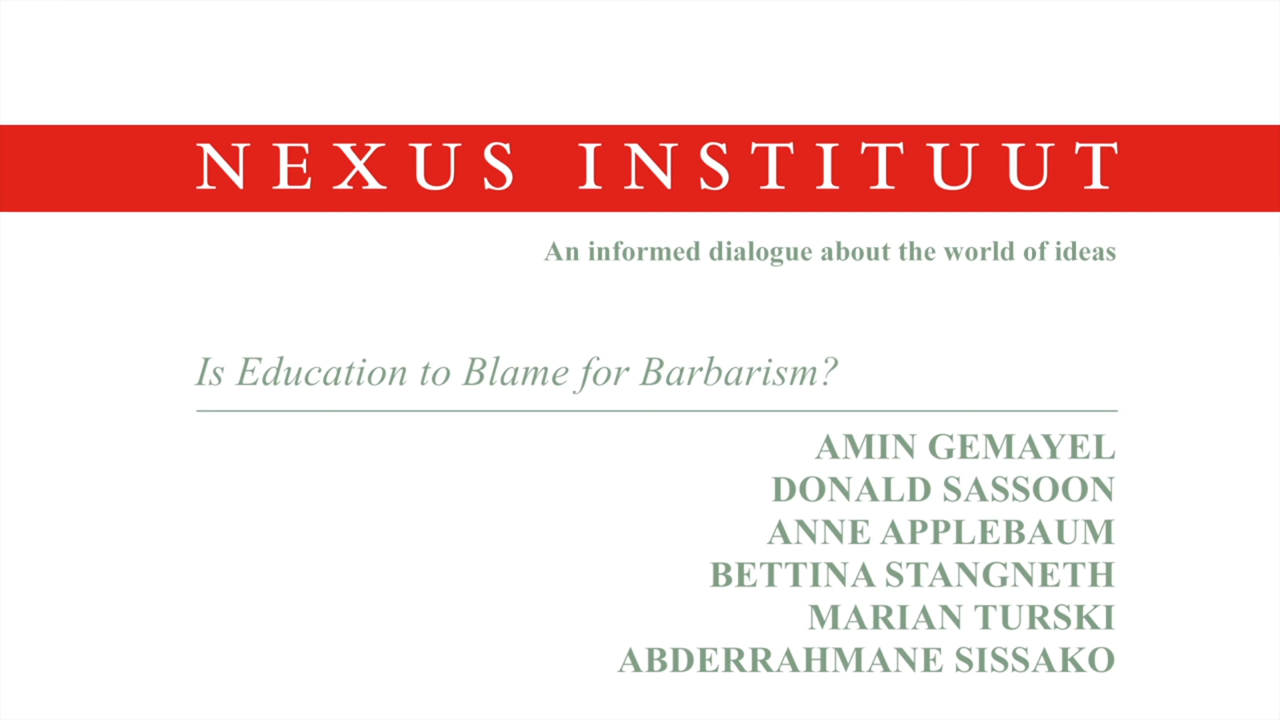 NEXUS INSTITUUT
An informed dialogue about the world of ideas
Is Education to Blame for Barbarism?
AMIN GEMAYEL
DONALD SASSOON
ANNE APPLEBAUM
BETTINA STANGNETH
MARIAN TURSKI
ABDERRAHMANE SISSAKO